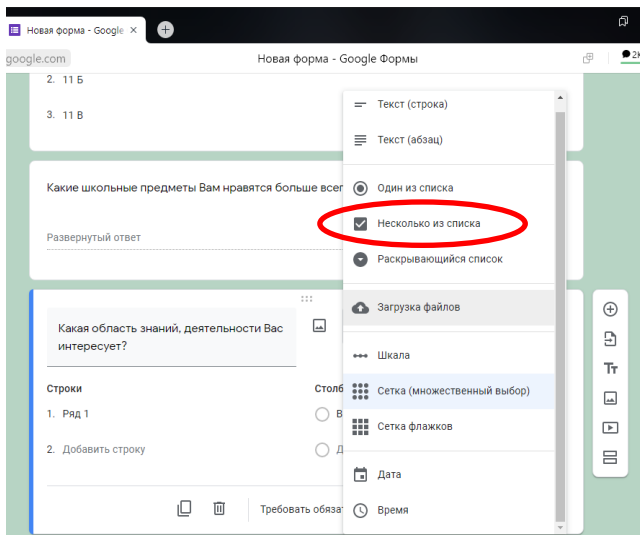 Новая форма - Google
google.com
Новая форма - Google Формы
2. 11 Б
3. 11 В
Какие школьные предметы Вам нравятся больше всег
Развернутый ответ
Какая область знаний, деятельности Вас
интересует?
Строки
Столб
1. Ряд 1
В
2. Добавить строку
Д
Требовать обяза
Текст (строка)
Текст (абзац)
Один из списка
Несколько из списка
Раскрывающийся список
Загрузка файлов
Шкала
Сетка (множественный выбор)
Сетка флажков
Дата
Время
Тт